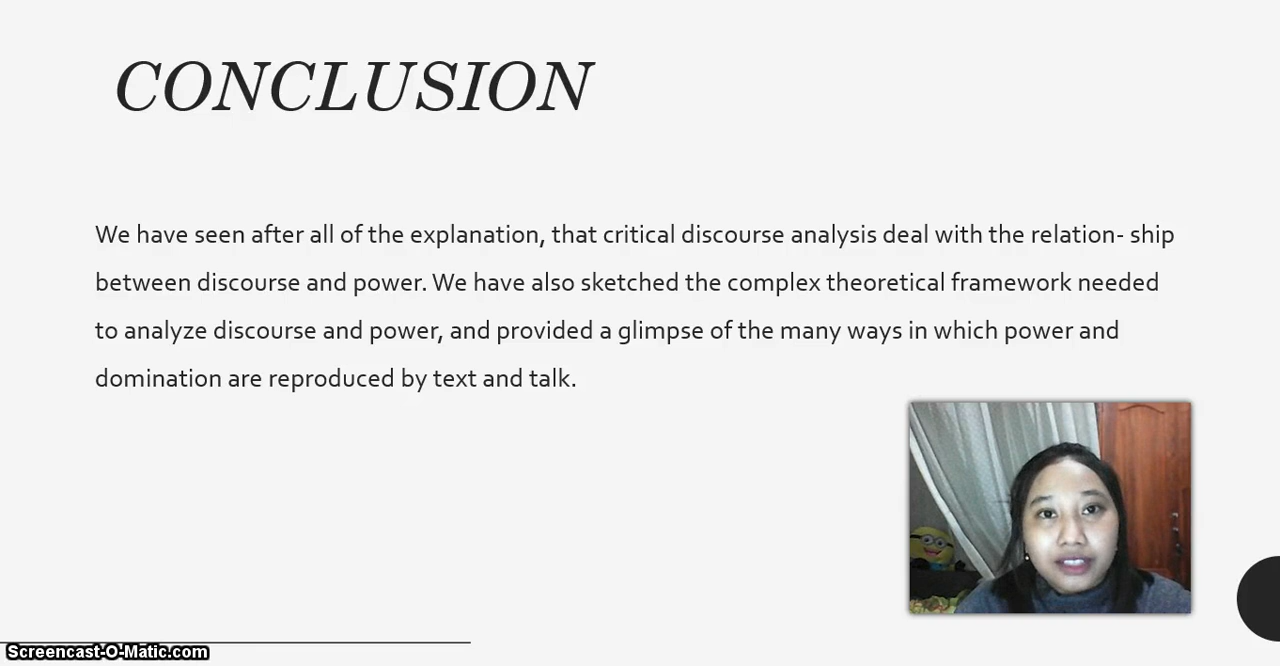 CONCLUSION
We have seen after all of the explanation, that critical discourse analysis deal with the relation- ship
between discourse and power. We have also sketched the complex theoretical framework needed
to analyze discourse and power, and provided a glimpse of the many ways in which power and
domination are reproduced by text and talk.
Screencast-O-Matic.com